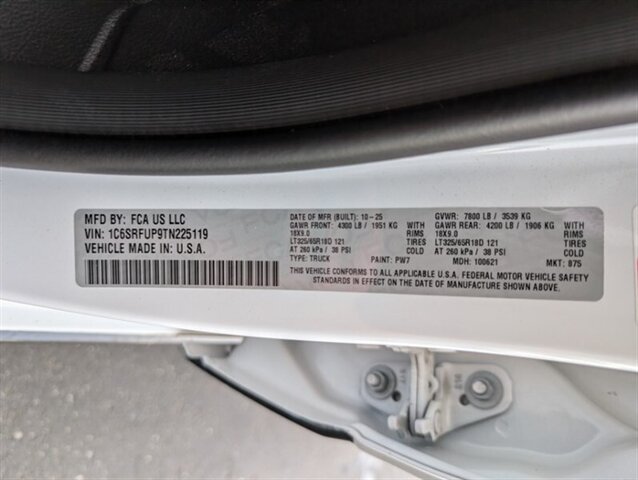 MFD BY: FCA US LLC
VIN: 1C6SRFUP9TN225119
VEHICLE MADE IN U.S.A.
DATE OF MFR (BUILT): 10-25
GAWR FRONT: 4300 LB / 1951 KG WITH
18X9.0 RIMS
LT325/65R18D 121
AT 260 kPa / 38 PSI COLD
TYPE: TRUCK PAINT: PW7
GVWR: 7800 LB / 3539 KG
GAWR REAR: 4200 LB / 1906 KG WITH
18X9.0 RIMS
LT325/65R18D 121
AT 260 kPa / 38 PSI COLD
MDH: 100621 MKT: 875
THIS VEHICLE CONFORMS TO ALL APPLICABLE U.S.A. FEDERAL MOTOR VEHICLE SAFETY
STANDARDS IN EFFECT ON THE DATE OF MANUFACTURE SHOWN ABOVE.